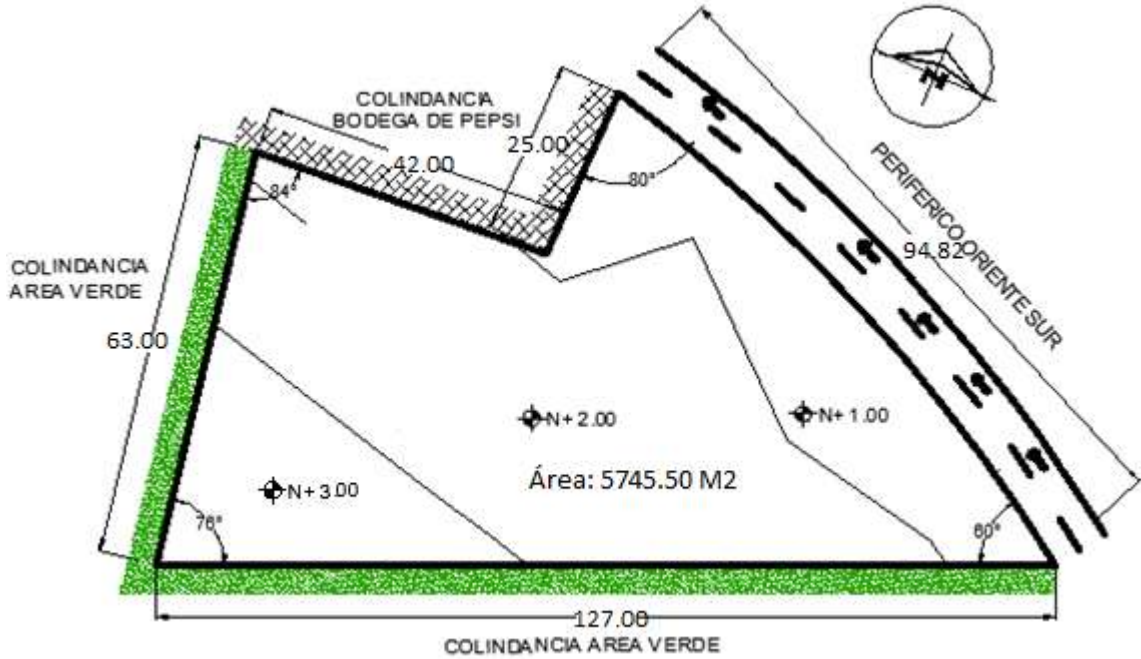 COLINDANCIA
BODEGA DE PEPSI
25.00
42.00
84°
80°
N
PERIFERICO ORIENTE SUR
94.82
COLINDANCIA
AREA VERDE
63.00
N+ 2.00
N+ 1.00
Área: 5745.50 M2
N+ 3.00
76°
60°
127.00
COLINDANCIA AREA VERDE